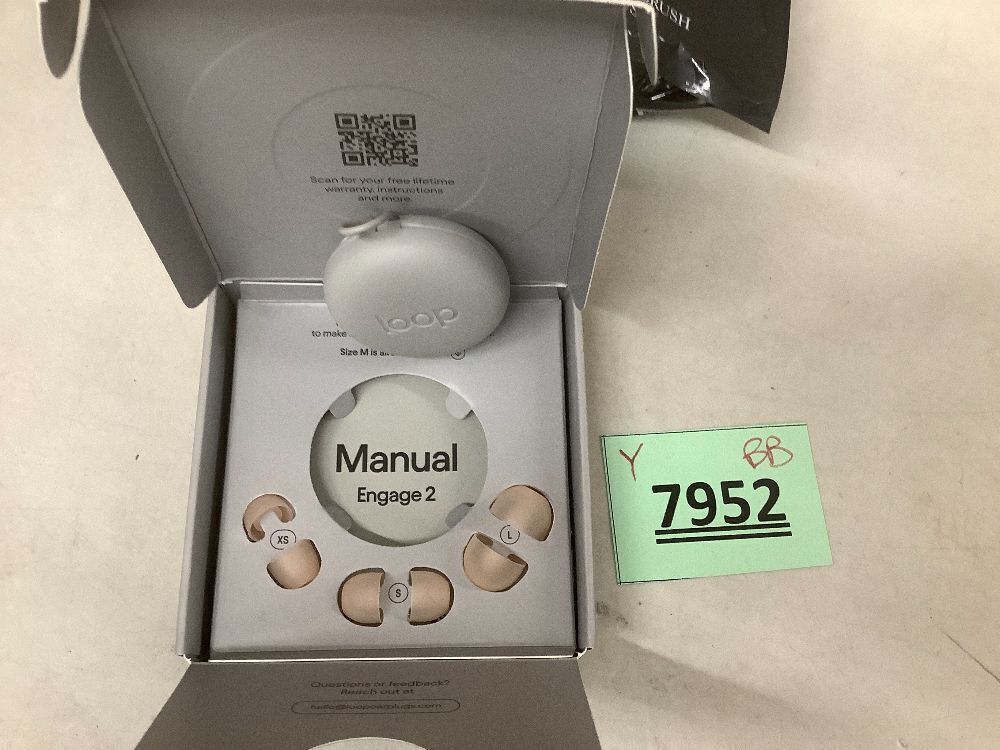 RUSH
Scan for your free lifetime
warranty, instructions
and more.
loop
to make
Size M is
Manual
Engage 2
XS
S
L
Y BB
7952
Questions or feedback?
Reach out at
hello@loopearplugs.com